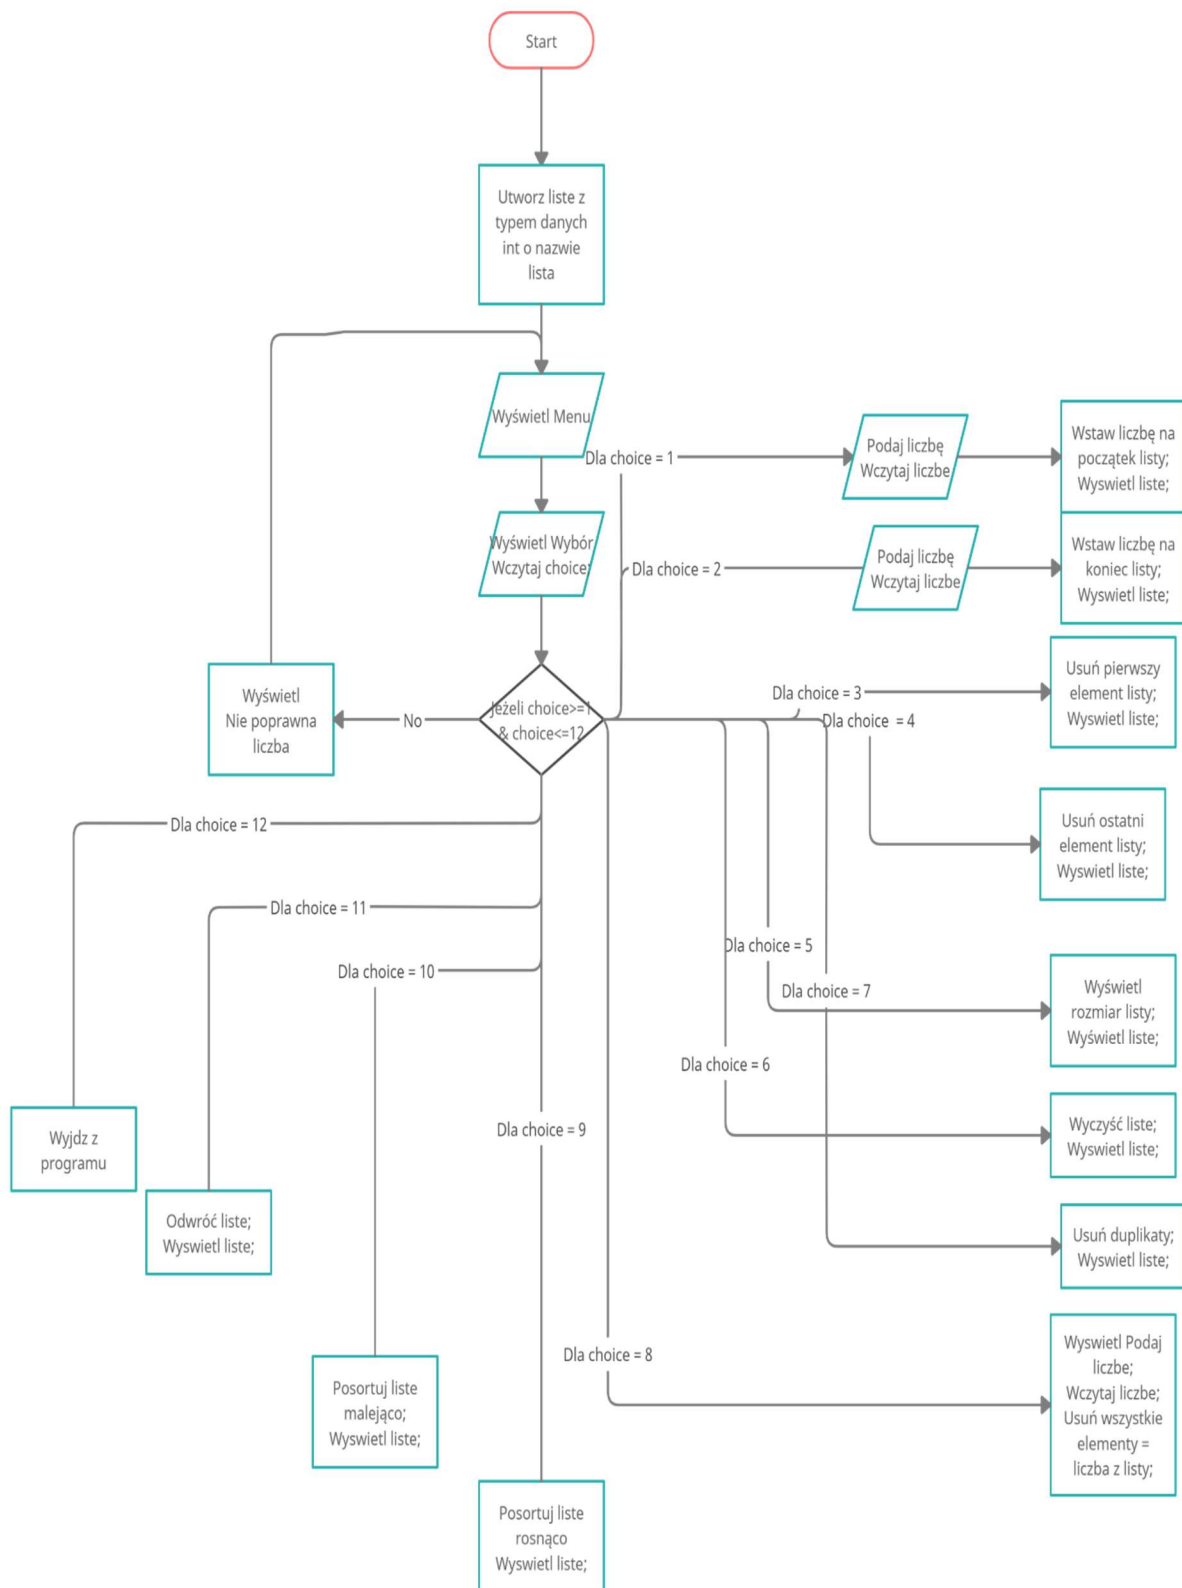 Start
Utworz liste z
typem danych
int o nazwie
lista
Wyświetl Menu
Dla choice = 1
Podaj liczbę
Wczytaj liczbe
Wstaw liczbę na
początek listy;
Wyswietl liste;
Wyświetl Wybór
Wczytaj choice;
Dla choice = 2
Podaj liczbę
Wczytaj liczbe
Wstaw liczbę na
koniec listy;
Wyswietl liste;
Jeżeli choice>=1
& choice<=12
No
Wyświetl
Nie poprawna
liczba
Dla choice = 3
Usuń pierwszy
element listy;
Wyswietl liste;
Dla choice = 4
Usuń ostatni
element listy;
Wyswietl liste;
Dla choice = 12
Dla choice = 11
Dla choice = 10
Dla choice = 5
Dla choice = 7
Wyświetl
rozmiar listy;
Wyświetl liste;
Dla choice = 6
Wyczyść liste;
Wyswietl liste;
Dla choice = 9
Wyjdz z
programu
Odwróć liste;
Wyswietl liste;
Usuń duplikaty;
Wyswietl liste;
Dla choice = 8
Wyswietl Podaj
liczbe;
Wczytaj liczbe;
Usuń wszystkie
elementy =
liczba z listy;
Posortuj liste
malejąco;
Wyswietl liste;
Posortuj liste
rosnąco
Wyswietl liste;